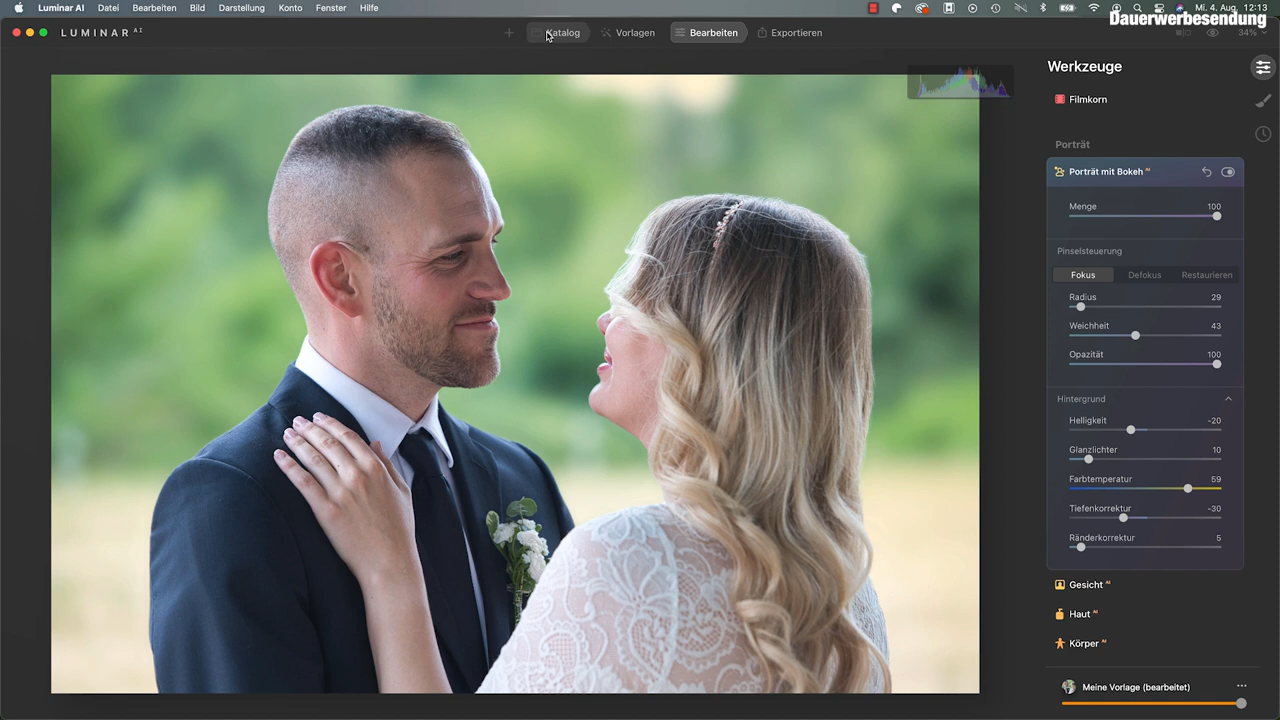 Luminar AI Datei Bearbeiten Bild Darstellung Konto Fenster Hilfe
Mi. 4. Aug. 12:13
Dauerwerbesendung
LUMINAR AI
Katalog Vorlagen Bearbeiten Exportieren
34%
Werkzeuge
Filmkorn
Porträt
Porträt mit Bokeh AI
Menge 100
Pinselsteuerung
Fokus Defokus Restaurieren
Radius 29
Weichheit 43
Opazität 100
Hintergrund
Helligkeit -20
Glanzlichter 10
Farbtemperatur 59
Tiefenkorrektur -30
Ränderkorrektur 5
Gesicht AI
Haut AI
Körper AI
Meine Vorlage (bearbeitet)